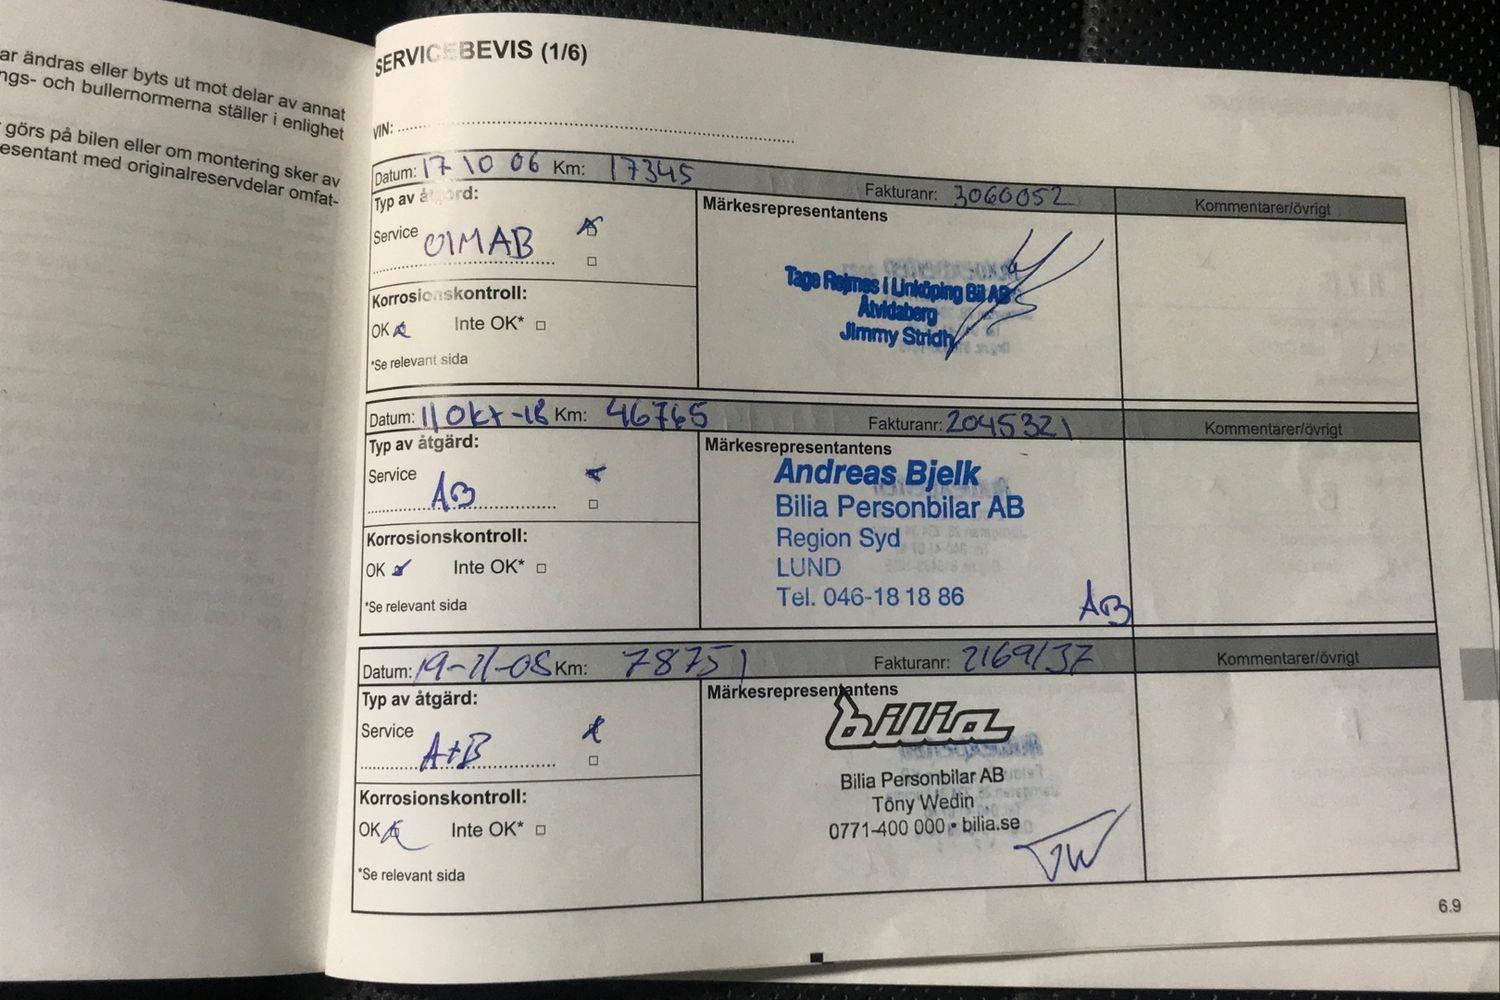 ar ändras eller byts ut mot delar av annat
ngs- och bullernormerna ställer i enlighet
görs på bilen eller om montering sker av
esentant med originalreservdelar omfat-
SERVICEBEVIS (1/6)
VIN:
Datum: 17 10 06 Km: 17345 Fakturanr: 3060052 Kommentarer/övrigt
Typ av åtgärd: Märkesrepresentantens
Service OIMAB
Tage Rejmes i Linköping Bil AB
Åtvidaberg
Jimmy Stridh
Korrosionskontroll:
OK Inte OK*
*Se relevant sida
Datum: 11 Okt -18 Km: 46765 Fakturanr: 2045321 Kommentarer/övrigt
Typ av åtgärd: Märkesrepresentantens
Service AB
Andreas Bjelk
Bilia Personbilar AB
Region Syd
LUND
Tel. 046-18 18 86
AB
Korrosionskontroll:
OK Inte OK*
*Se relevant sida
Datum: 19-11-08 Km: 78751 Fakturanr: 2169137 Kommentarer/övrigt
Typ av åtgärd: Märkesrepresentantens
Service A+B
bilia
Bilia Personbilar AB
Tony Wedin
0771-400 000 • bilia.se
TW
Korrosionskontroll:
OK Inte OK*
*Se relevant sida
6.9